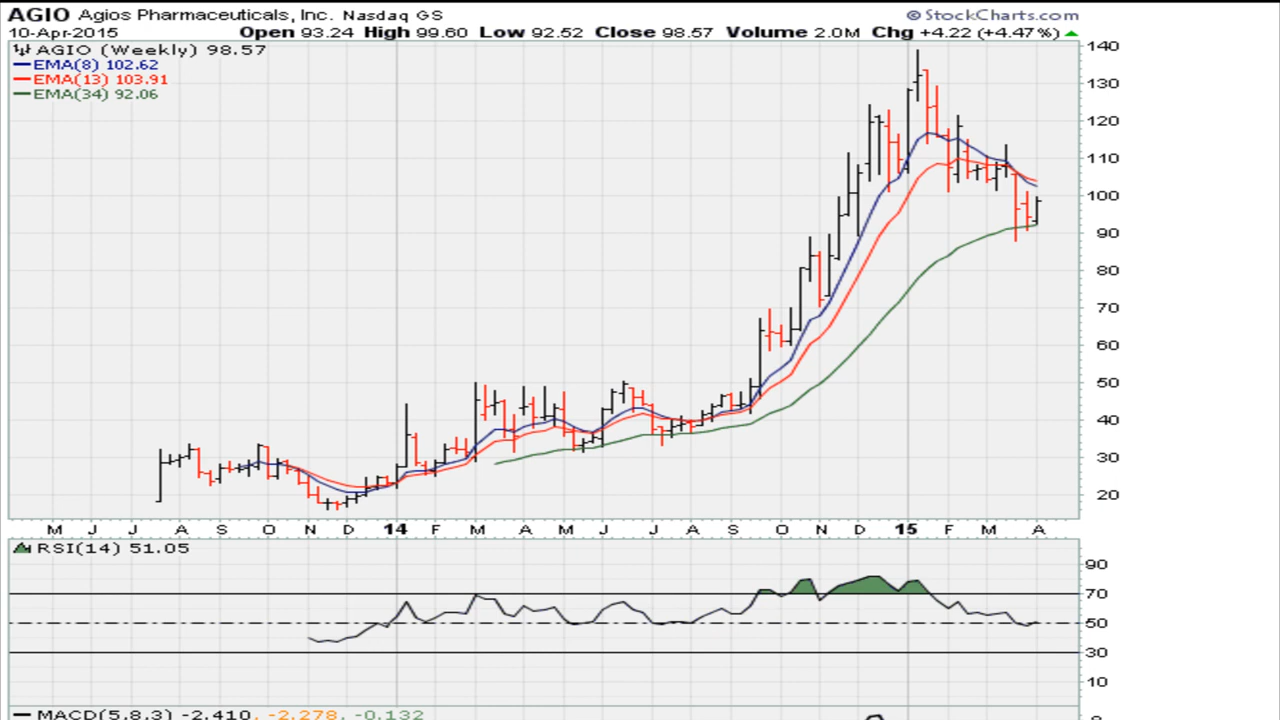 AGIO Agios Pharmaceuticals, Inc. Nasdaq GS © StockCharts.com
10-Apr-2015 Open 93.24 High 99.60 Low 92.52 Close 98.57 Volume 2.0M Chg +4.22 (+4.47%)
AGIO (Weekly) 98.57
EMA(8) 102.62
EMA(13) 103.91
EMA(34) 92.06
140
130
120
110
100
90
80
70
60
50
40
30
20
M J J A S O N D 14 F M A M J J A S O N D 15 F M A
RSI(14) 51.05
90
70
50
30
10
MACD(5,8,3) -2.410, -2.278, -0.132